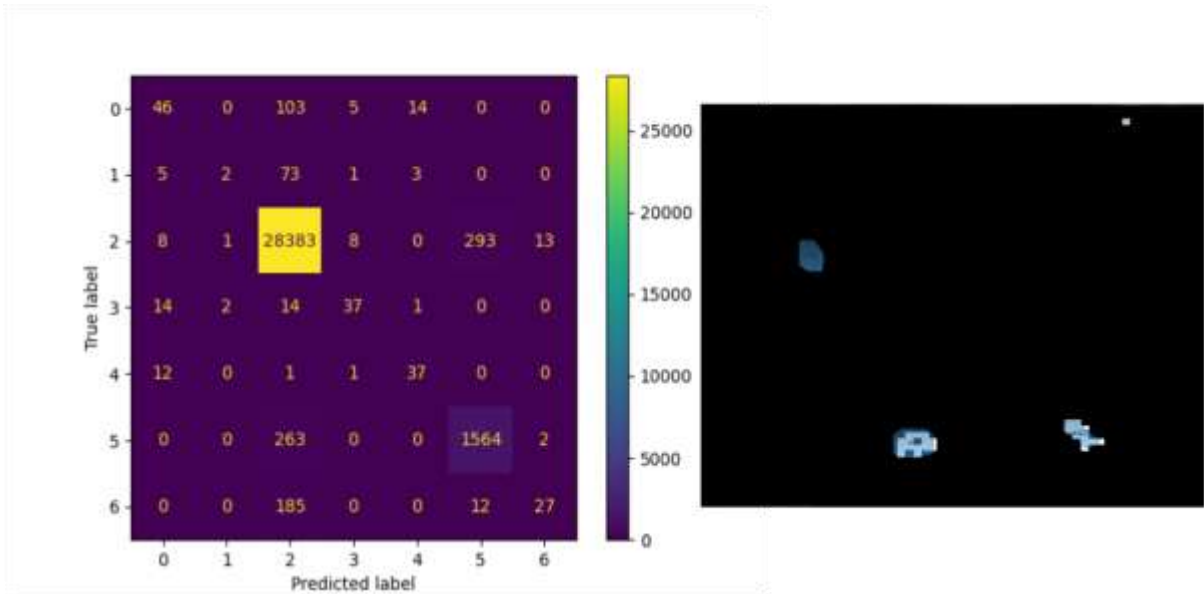 0 46 0 103 5 14 0 0
25000
1 5 2 73 1 3 0 0
20000
2 8 1 28383 8 0 293 13
15000
3 14 2 14 37 1 0 0
True label
10000
4 12 0 1 1 37 0 0
5 0 0 263 0 0 1564 2
5000
6 0 0 185 0 0 12 27
0
0 1 2 3 4 5 6
Predicted label